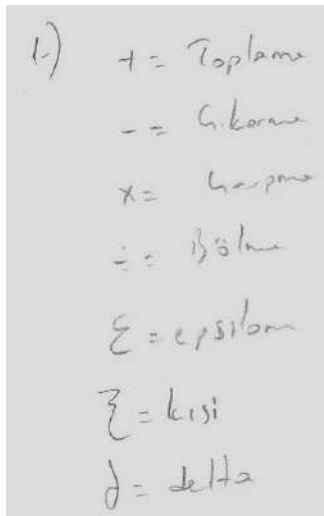 1-) + = Toplama
- = Çıkarma
x = Çarpma
÷ = Bölme
ξ = epsilon
ξ = kisi
∂ = delta